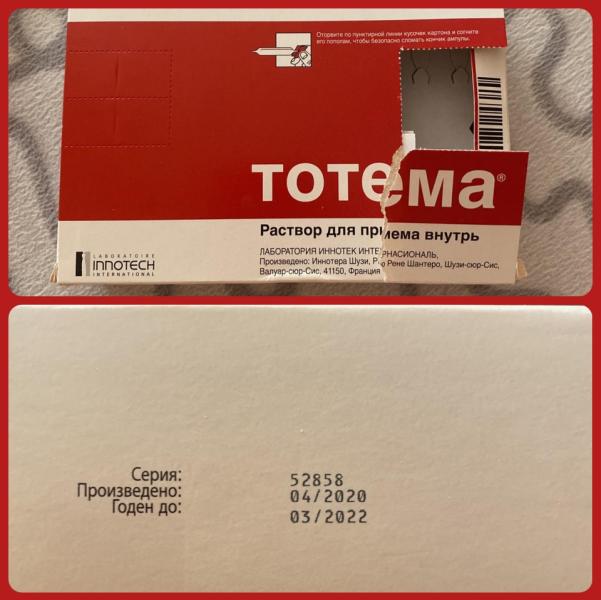 Оторвите по пунктирной линии кусочек картона и согните
его пополам, чтобы безопасно сломать кончик ампулы.
тотема®
Раствор для приема внутрь
ЛАБОРАТОРИЯ ИННОТЕК ИНТЕРНАСИОНАЛЬ,
Произведено: Иннотера Шузи, Рю Рене Шантеро, Шузи-сюр-Сис,
Валуар-сюр-Сис, 41150, Франция
LABORATOIRE
INNOTECH
INTERNATIONAL
Серия: 52858
Произведено: 04/2020
Годен до: 03/2022